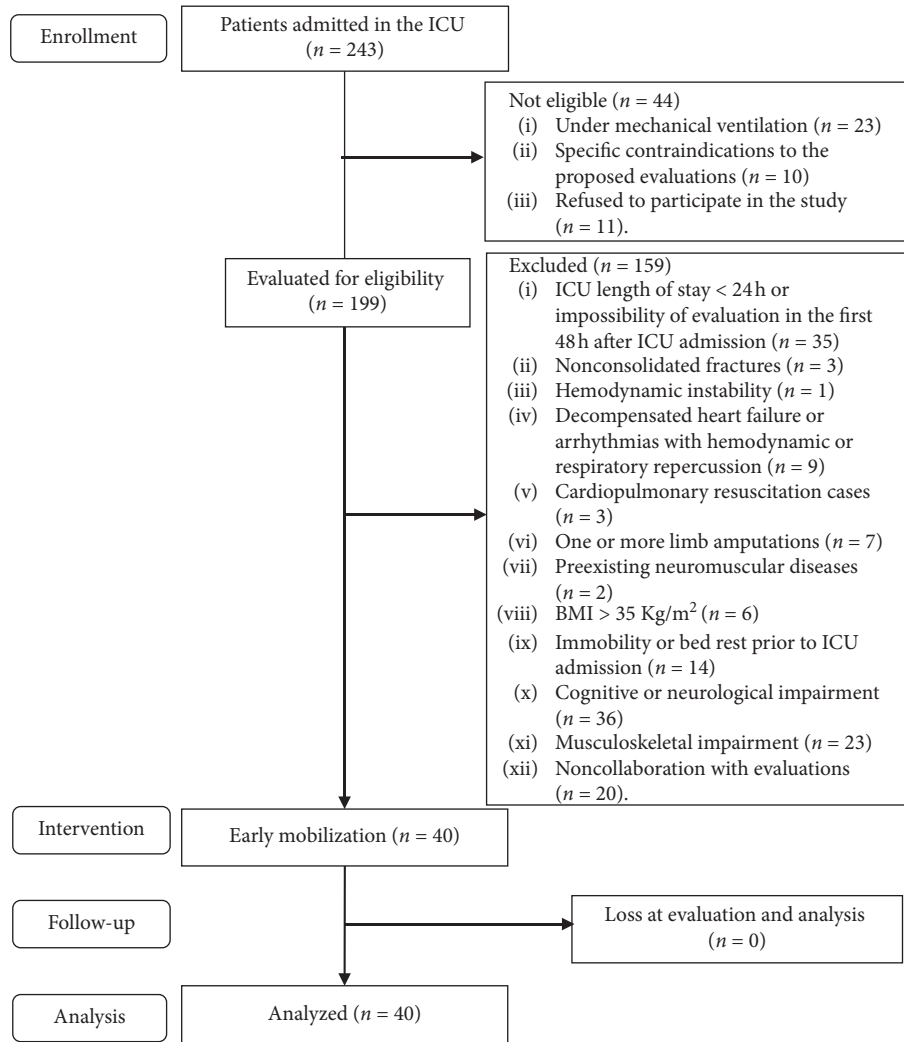 Enrollment
Patients admitted in the ICU
(n = 243)
Not eligible (n = 44)
(i) Under mechanical ventilation (n = 23)
(ii) Specific contraindications to the
proposed evaluations (n = 10)
(iii) Refused to participate in the study
(n = 11).
Evaluated for eligibility
(n = 199)
Excluded (n = 159)
(i) ICU length of stay < 24 h or
impossibility of evaluation in the first
48 h after ICU admission (n = 35)
(ii) Nonconsolidated fractures (n = 3)
(iii) Hemodynamic instability (n = 1)
(iv) Decompensated heart failure or
arrhythmias with hemodynamic or
respiratory repercussion (n = 9)
(v) Cardiopulmonary resuscitation cases
(n = 3)
(vi) One or more limb amputations (n = 7)
(vii) Preexisting neuromuscular diseases
(n = 2)
(viii) BMI > 35 Kg/m² (n = 6)
(ix) Immobility or bed rest prior to ICU
admission (n = 14)
(x) Cognitive or neurological impairment
(n = 36)
(xi) Musculoskeletal impairment (n = 23)
(xii) Noncollaboration with evaluations
(n = 20).
Intervention
Early mobilization (n = 40)
Follow-up
Loss at evaluation and analysis
(n = 0)
Analysis
Analyzed (n = 40)